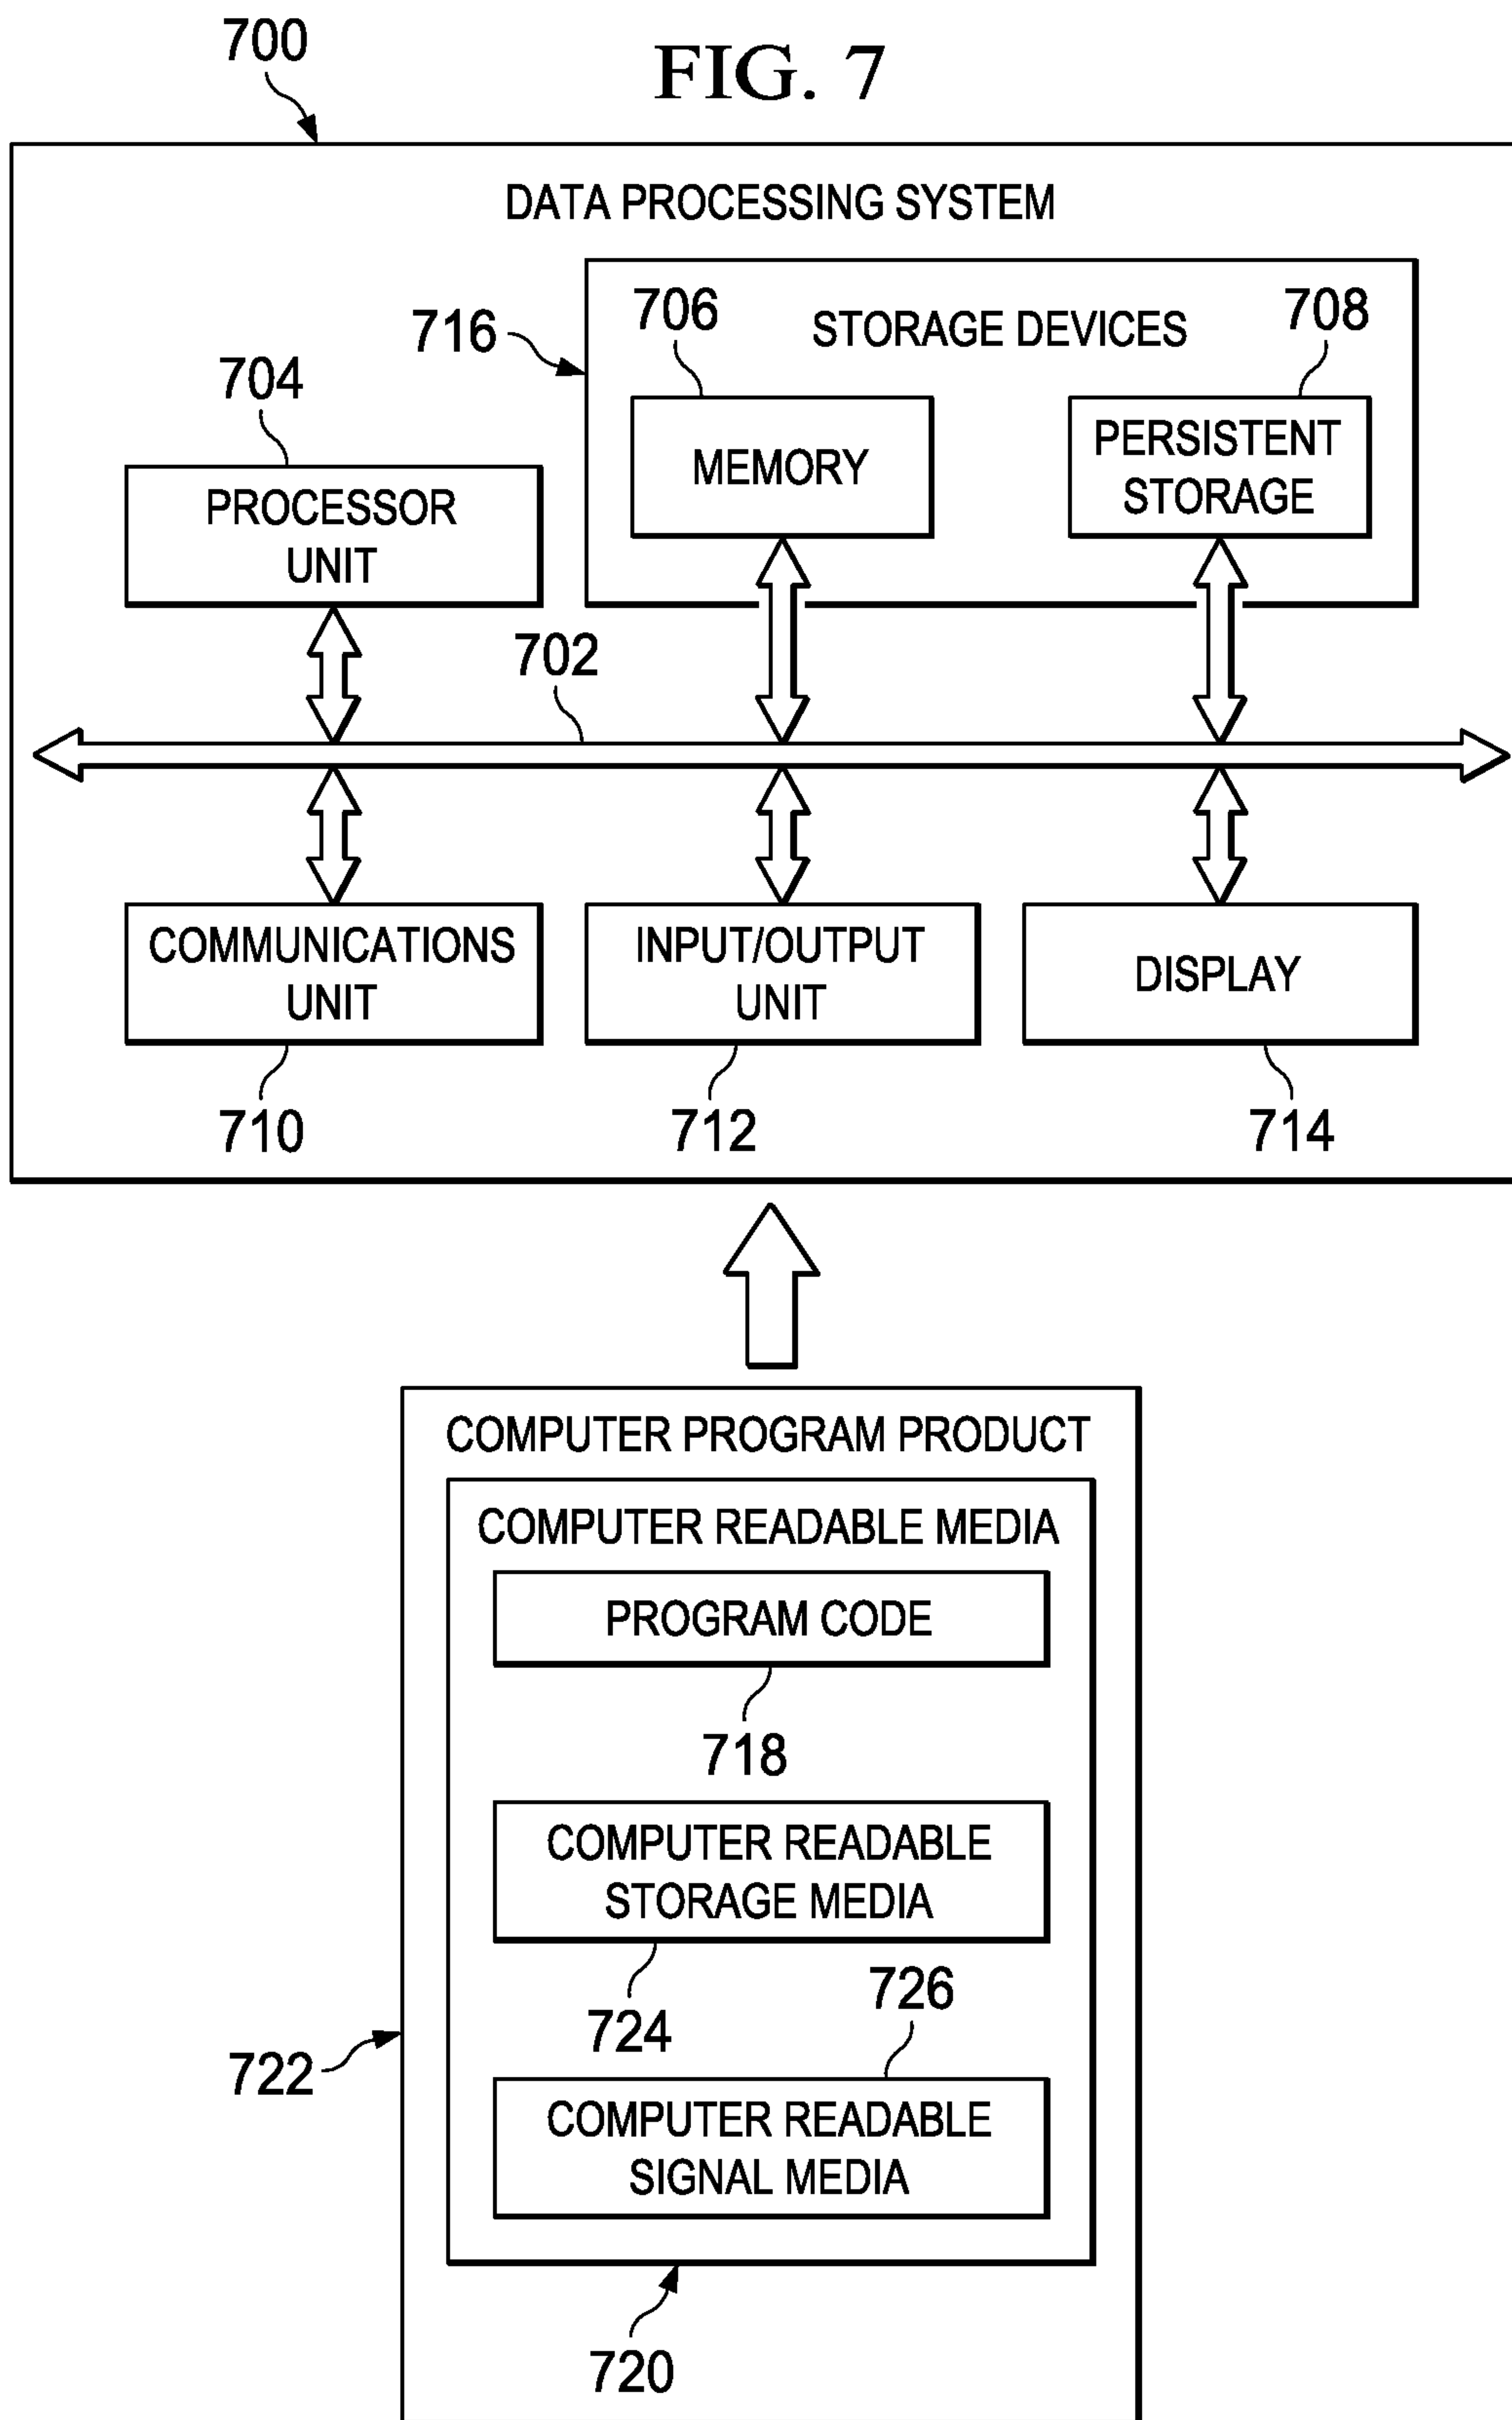 700
FIG. 7
DATA PROCESSING SYSTEM
716
706
STORAGE DEVICES
708
704
MEMORY
PERSISTENT
STORAGE
PROCESSOR
UNIT
702
COMMUNICATIONS
UNIT
INPUT/OUTPUT
UNIT
DISPLAY
710
712
714
COMPUTER PROGRAM PRODUCT
COMPUTER READABLE MEDIA
PROGRAM CODE
718
COMPUTER READABLE
STORAGE MEDIA
724
726
722
COMPUTER READABLE
SIGNAL MEDIA
720